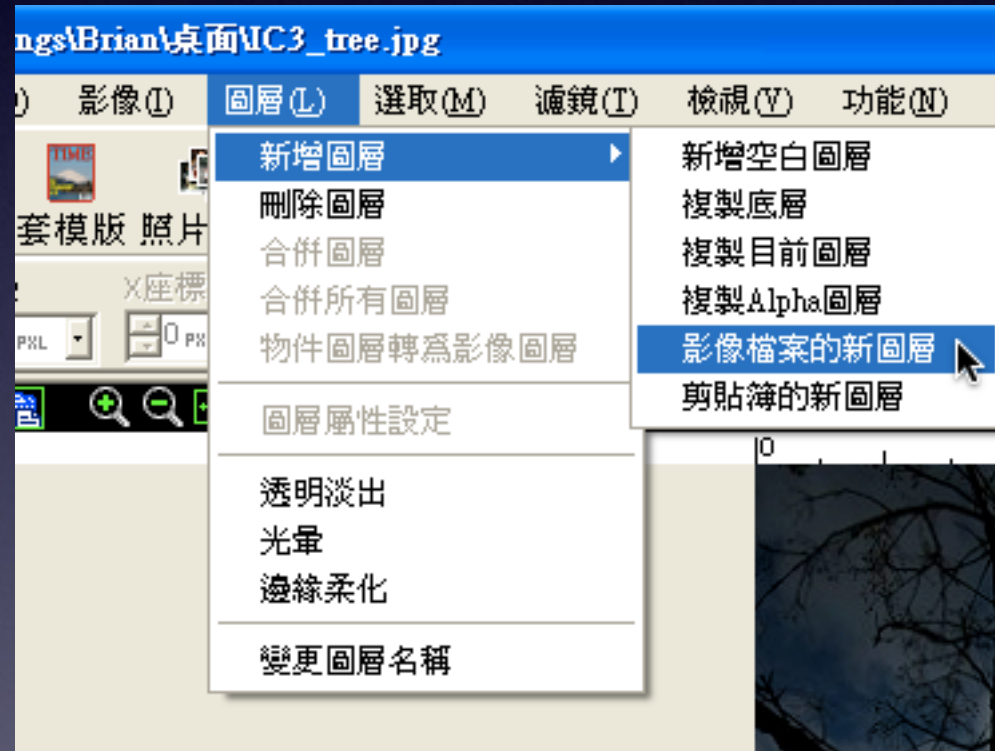 ngs\Brian\桌面\IC3_tree.jpg
影像(I) 圖層(L) 選取(M) 濾鏡(T) 檢視(V) 功能(N)
TIME
套模版 照片
X座標
PXL 0 PX
新增圖層
刪除圖層
合併圖層
合併所有圖層
物件圖層轉為影像圖層
圖層屬性設定
透明淡出
光暈
邊緣柔化
變更圖層名稱
新增空白圖層
複製底層
複製目前圖層
複製Alpha圖層
影像檔案的新圖層
剪貼簿的新圖層
0